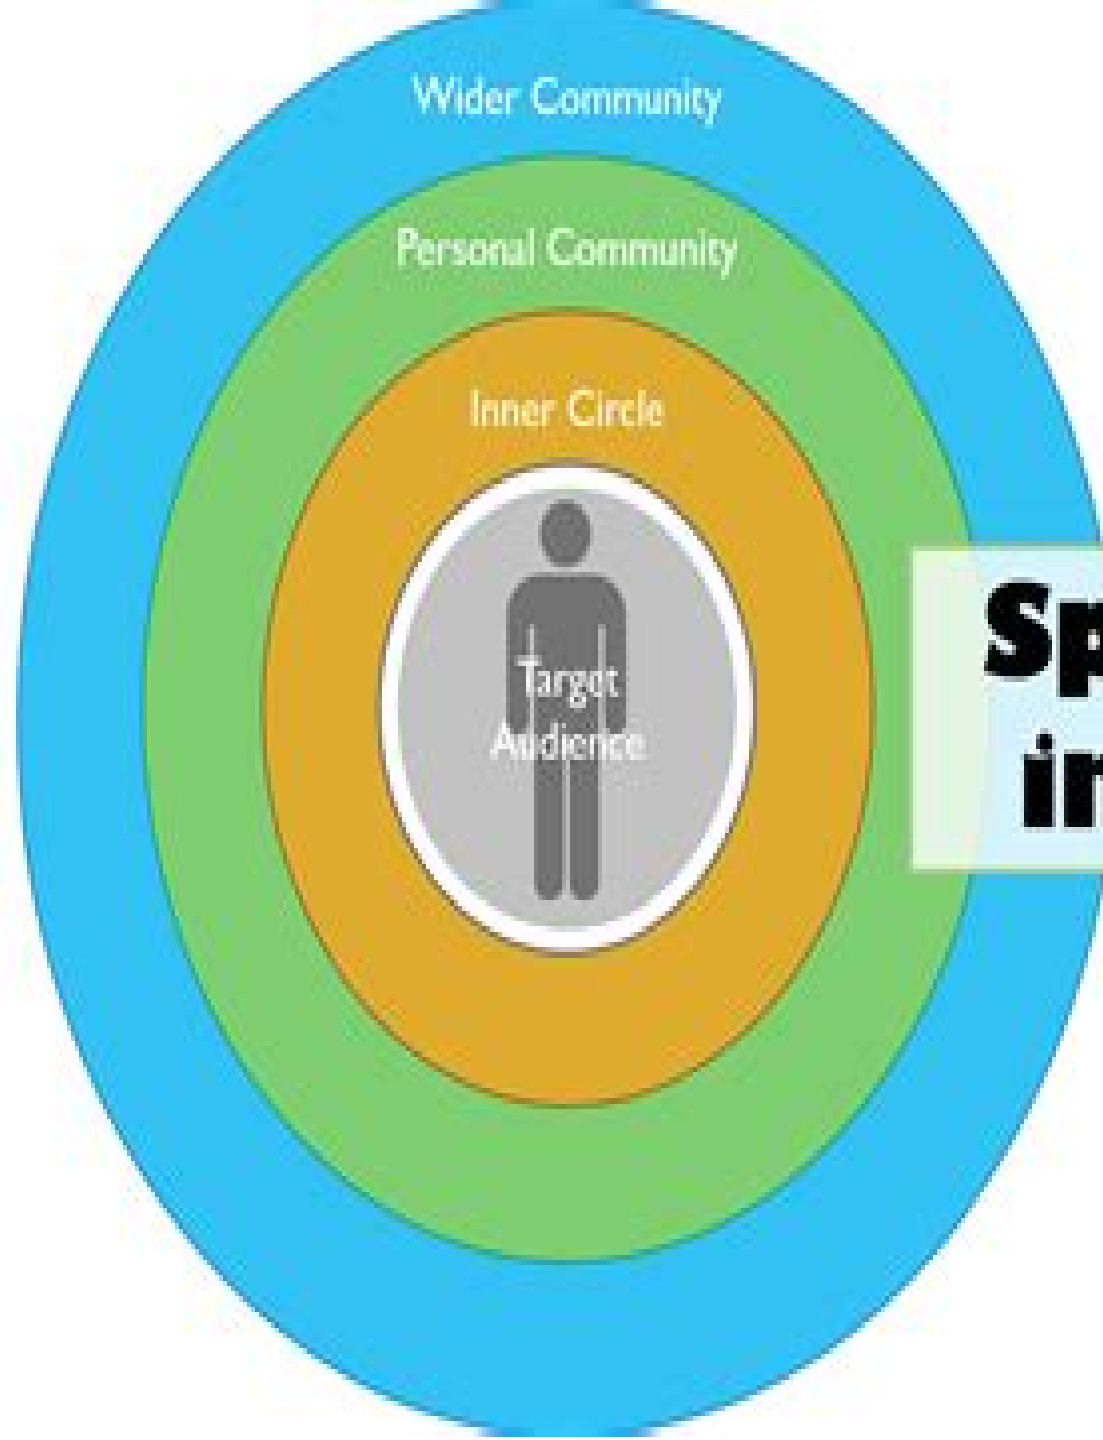 Wider Community
Personal Community
Inner Circle
Target
Audience